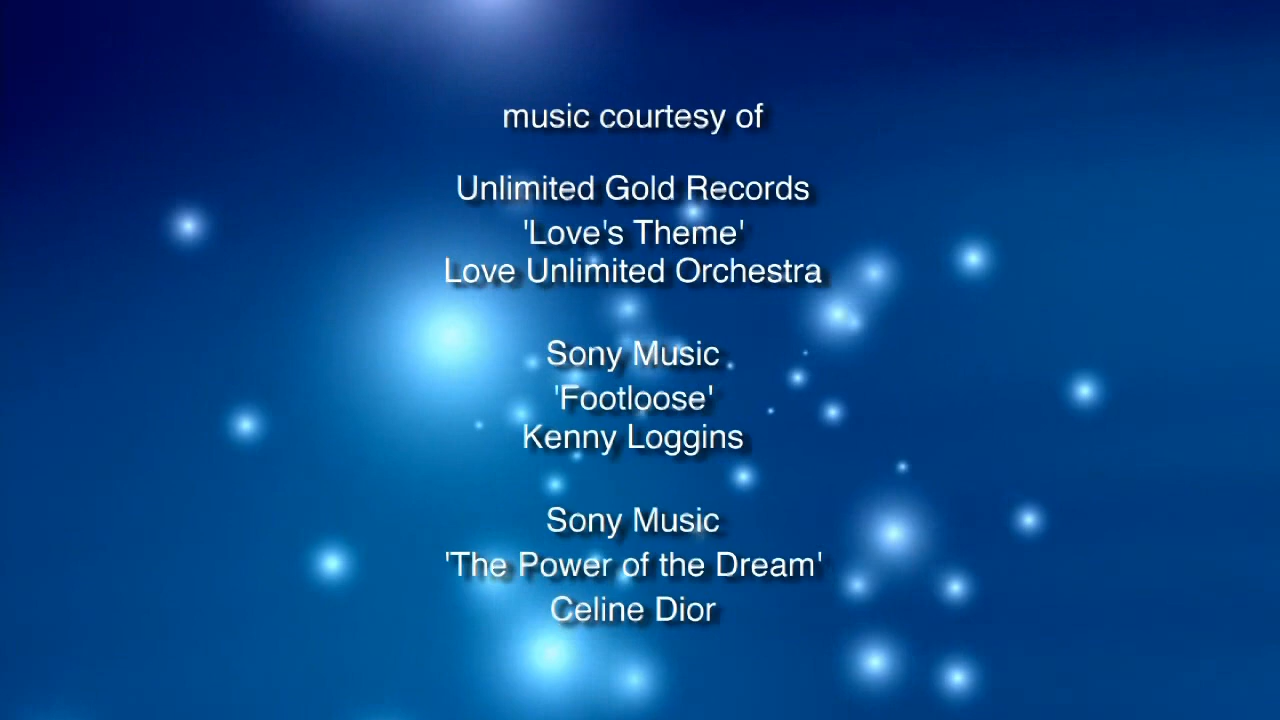 music courtesy of
Unlimited Gold Records
'Love's Theme'
Love Unlimited Orchestra
Sony Music
'Footloose'
Kenny Loggins
Sony Music
'The Power of the Dream'
Celine Dior